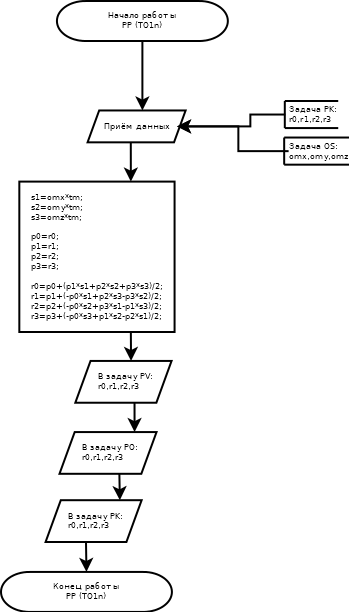 Начало работы
PP (TO1n)
Приём данных
Задача PK:
r0,r1,r2,r3
Задача OS:
omx,omy,omz
s1=omx*tm;
s2=omy*tm;
s3=omz*tm;
p0=r0;
p1=r1;
p2=r2;
p3=r3;
r0=p0+(p1*s1+p2*s2+p3*s3)/2;
r1=p1+(-p0*s1+p2*s3-p3*s2)/2;
r2=p2+(-p0*s2+p3*s1-p1*s3)/2;
r3=p3+(-p0*s3+p1*s2-p2*s1)/2;
В задачу PV:
r0,r1,r2,r3
В задачу PO:
r0,r1,r2,r3
В задачу PK:
r0,r1,r2,r3
Конец работы
PP (TO1n)